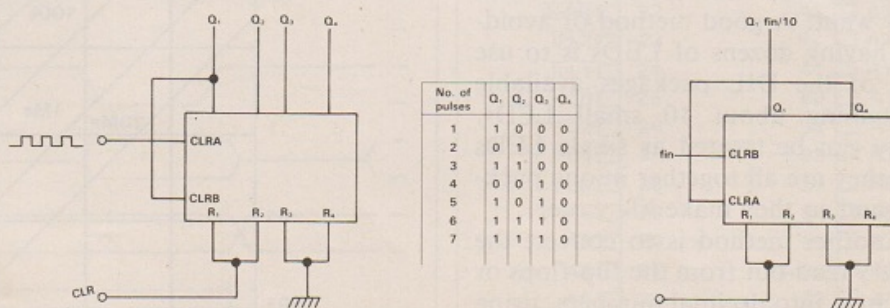 Q₁ Q₂ Q₃ Q₄
CLRA
CLRB
R₁ R₂ R₃ R₄
CLR
No. of pulses Q₁ Q₂ Q₃ Q₄
1 1 0 0 0
2 0 1 0 0
3 1 1 0 0
4 0 0 1 0
5 1 0 1 0
6 1 1 1 0
7 1 1 1 0
Q₁ fin/10
Q₁ Q₄
fin
CLRB
CLRA
R₁ R₂ R₃ R₄